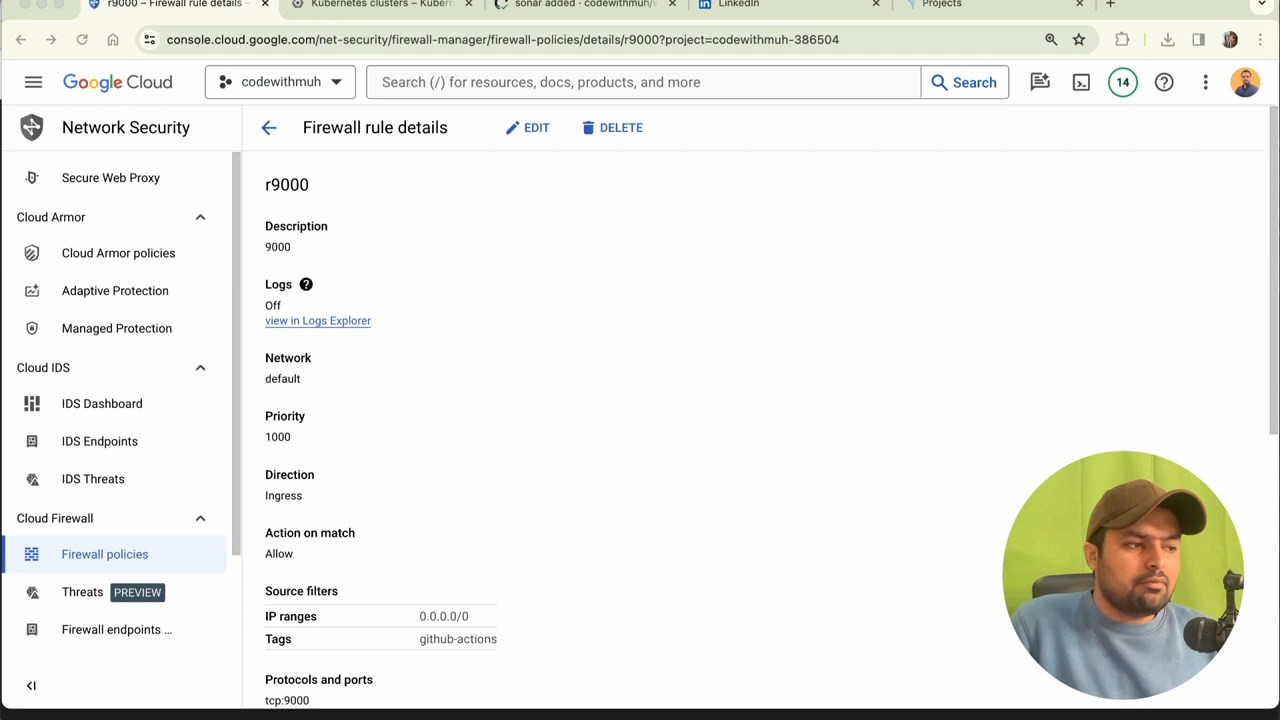 r9000 – Firewall rule details –
Kubernetes clusters – Kubern
sonar added · codewithmuh/
LinkedIn
Projects
console.cloud.google.com/net-security/firewall-manager/firewall-policies/details/r9000?project=codewithmuh-386504
Google Cloud
codewithmuh
Search (/) for resources, docs, products, and more
Search
14
Network Security
Firewall rule details
EDIT
DELETE
Secure Web Proxy
Cloud Armor
Cloud Armor policies
Adaptive Protection
Managed Protection
Cloud IDS
IDS Dashboard
IDS Endpoints
IDS Threats
Cloud Firewall
Firewall policies
Threats PREVIEW
Firewall endpoints ...
r9000
Description
9000
Logs
Off
view in Logs Explorer
Network
default
Priority
1000
Direction
Ingress
Action on match
Allow
Source filters
IP ranges 0.0.0.0/0
Tags github-actions
Protocols and ports
tcp:9000